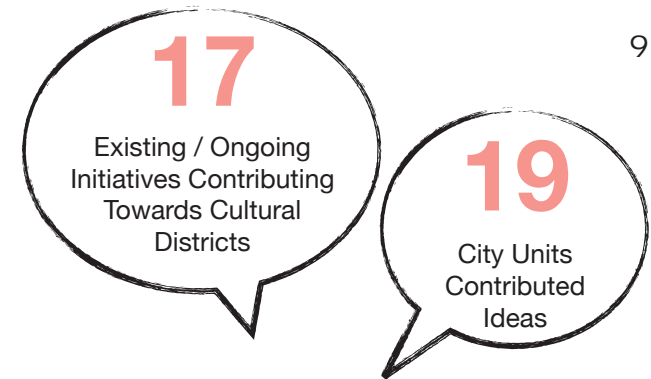 9
17
Existing / Ongoing
Initiatives Contributing
Towards Cultural
Districts
19
City Units
Contributed
Ideas